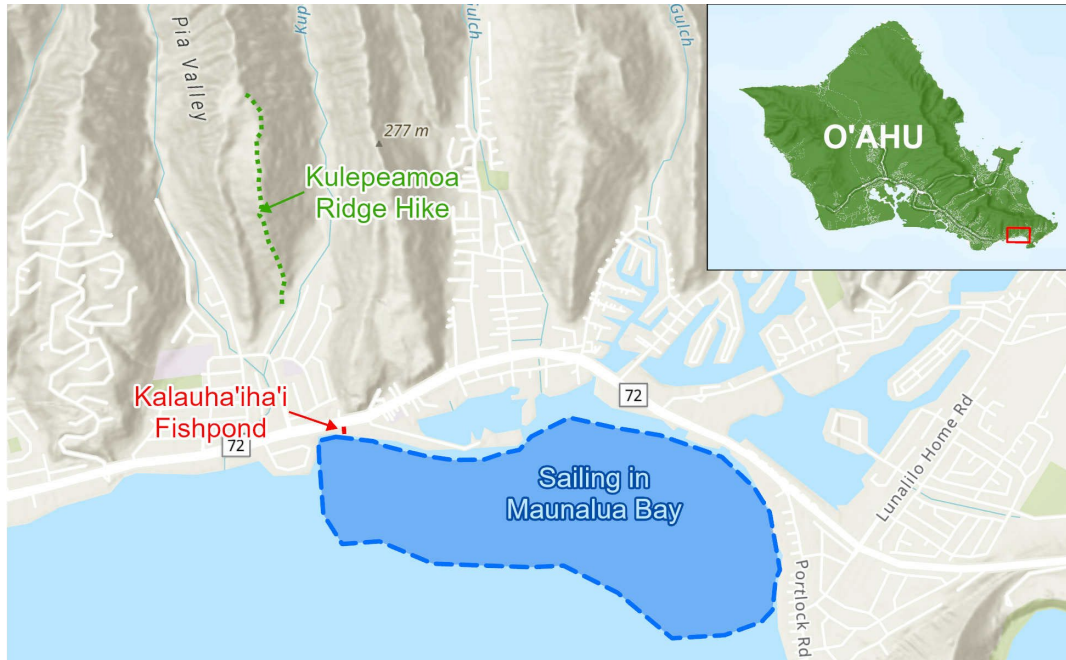 Pia Valley
Kup
Gulch
Gulch
277 m
O'AHU
Kulepeamoa
Ridge Hike
Kalauha'iha'i
Fishpond
72
72
Sailing in
Maunalua Bay
Lunalilo Home Rd
Portlock Rd